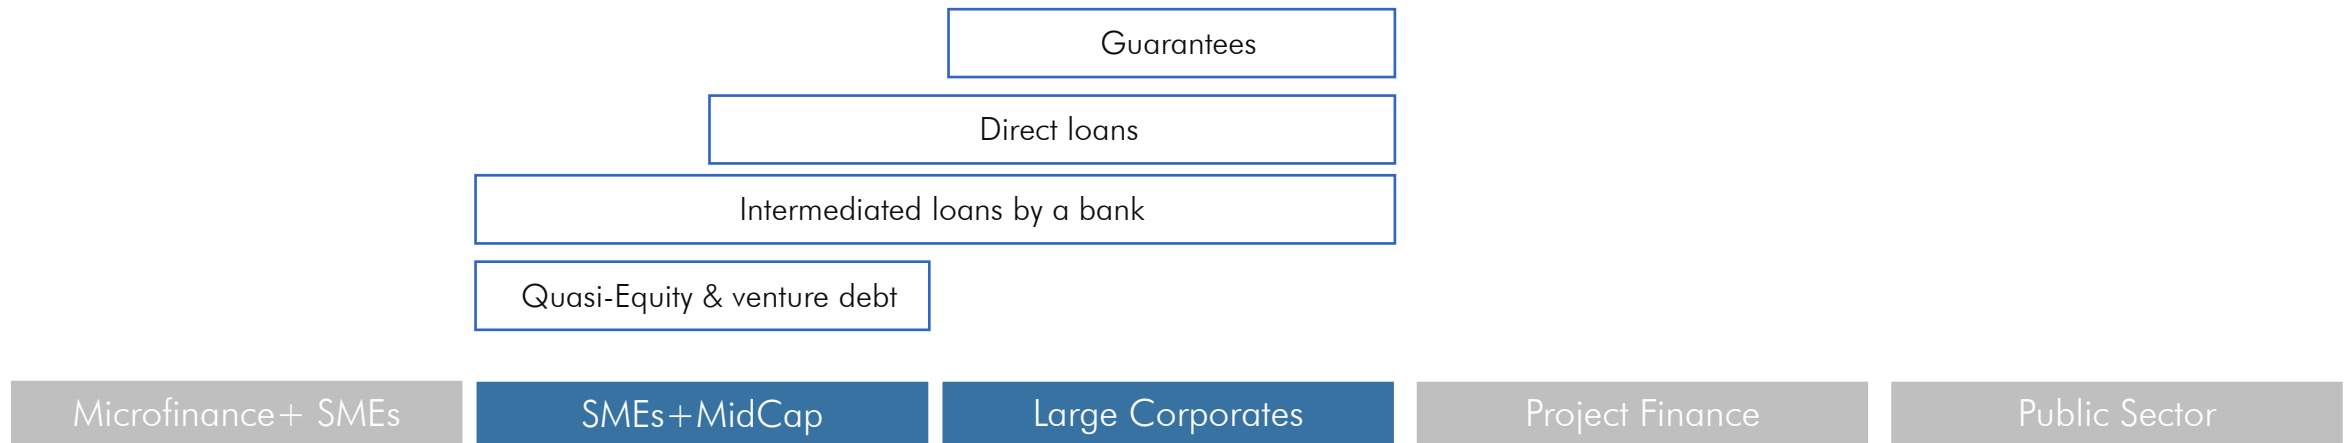 Guarantees
Direct loans
Intermediated loans by a bank
Quasi-Equity & venture debt
Microfinance+ SMEs
SMEs+MidCap
Large Corporates
Project Finance
Public Sector